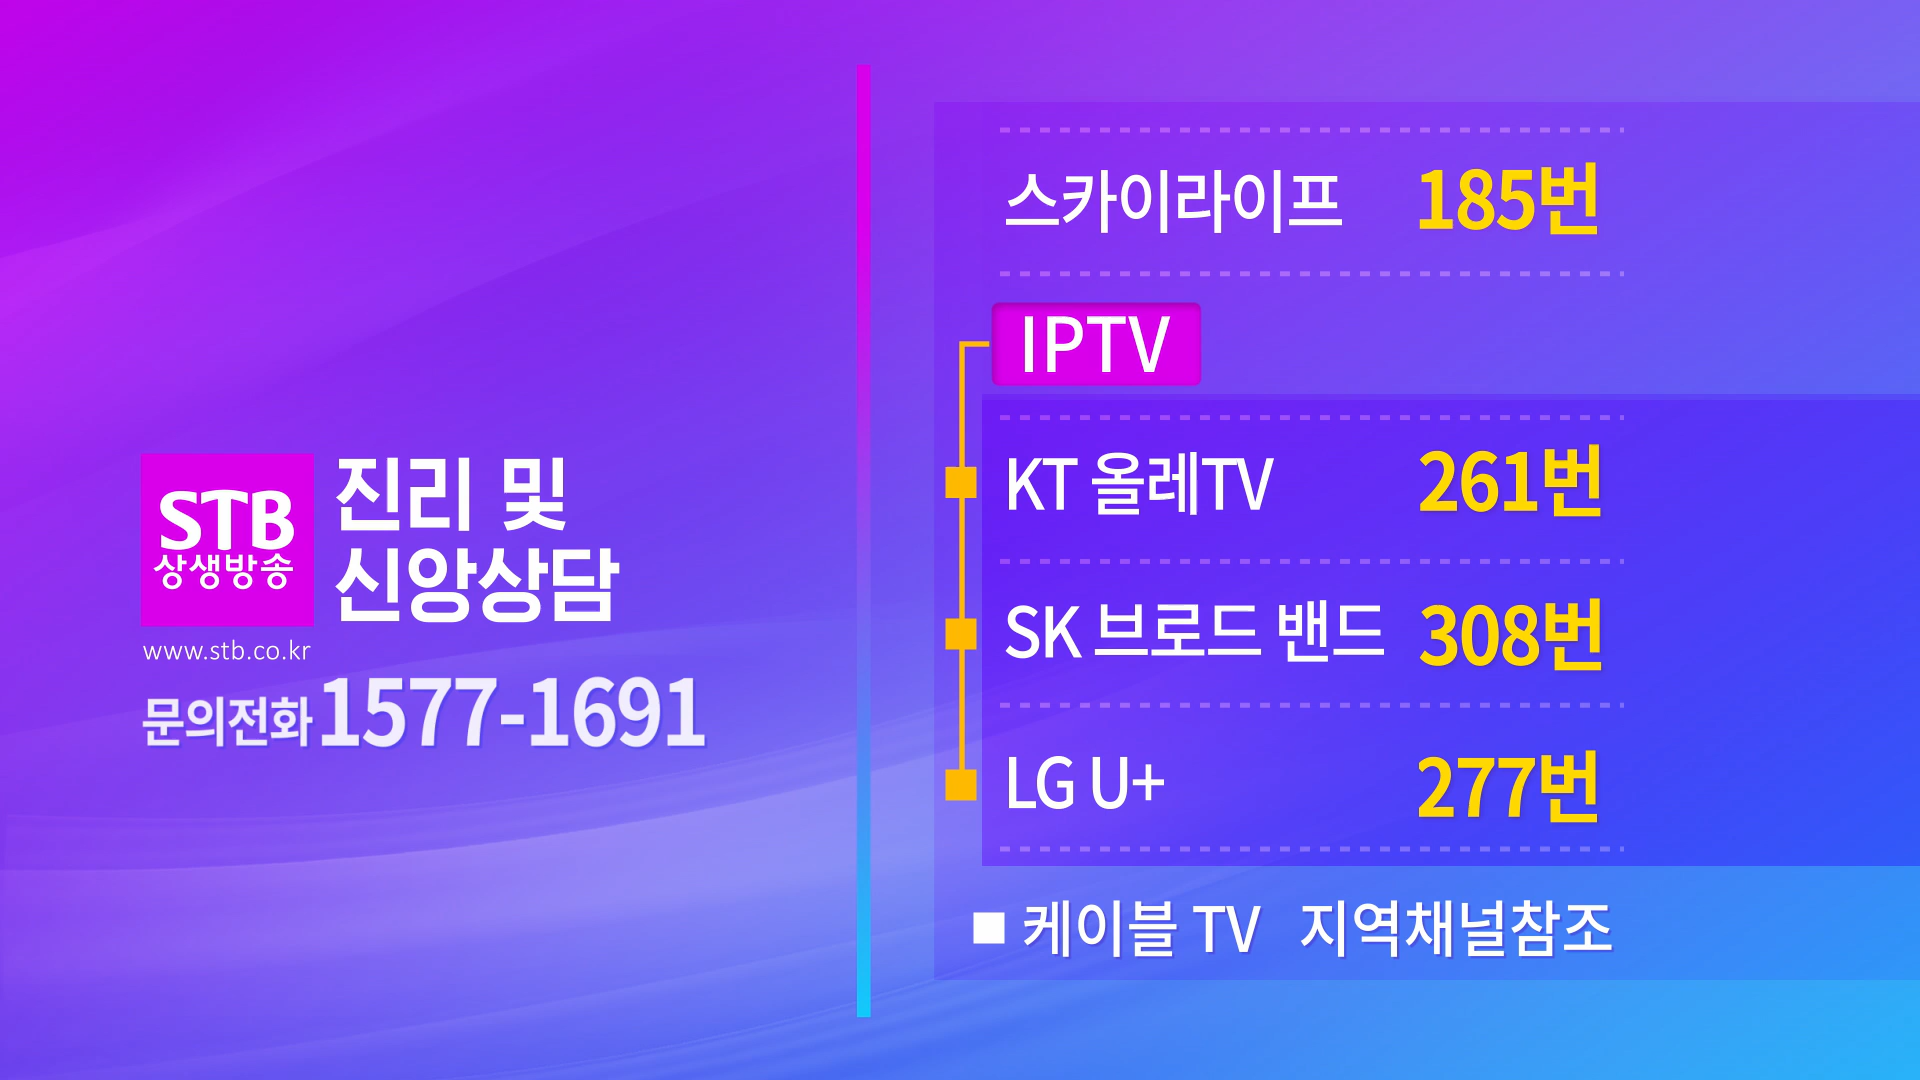 STB
상생방송
www.stb.co.kr
진리 및
신앙상담
문의전화 1577-1691
스카이라이프 185번
IPTV
KT 올레TV 261번
SK 브로드 밴드 308번
LG U+ 277번
케이블 TV 지역채널참조